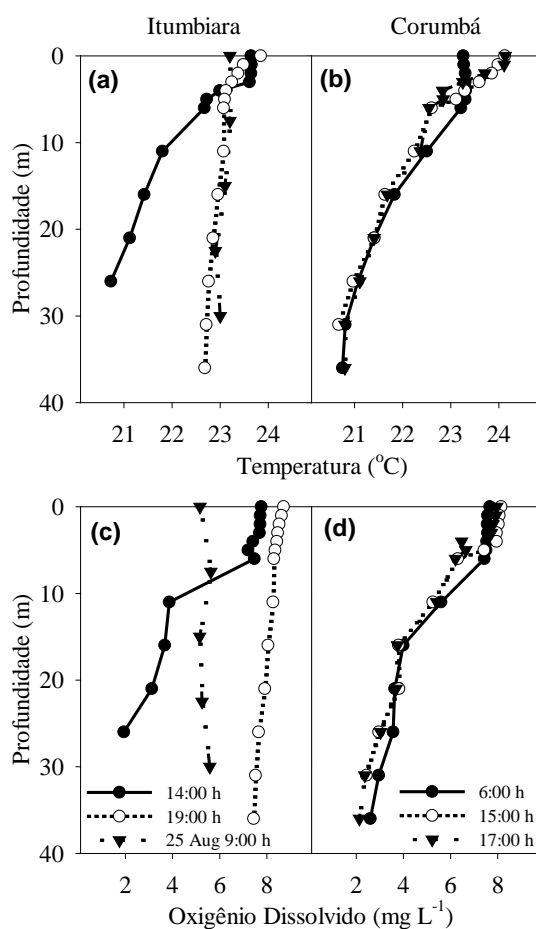 Itumbiara Corumbá
0
10
20
30
40
Profundidade (m)
(a) (b)
21 22 23 24 21 22 23 24
Temperatura (°C)
0
10
20
30
40
Profundidade (m)
(c) (d)
14:00 h
19:00 h
25 Aug 9:00 h
6:00 h
15:00 h
17:00 h
2 4 6 8 2 4 6 8
Oxigênio Dissolvido (mg L⁻¹)